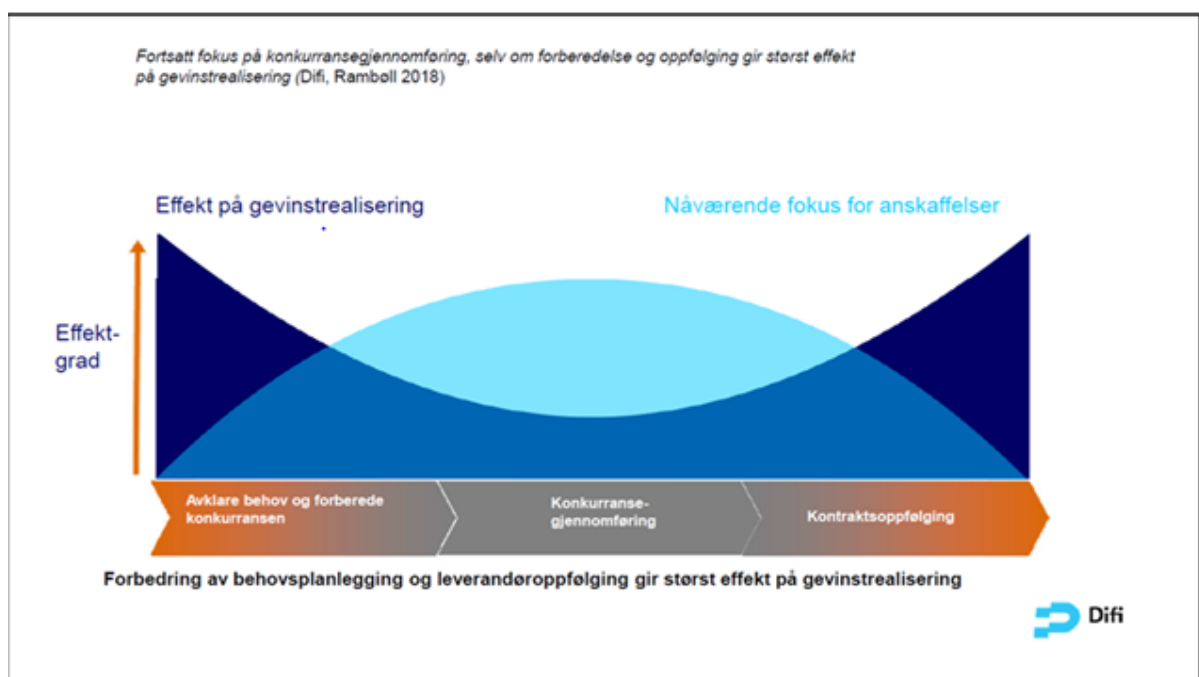 Fortsatt fokus på konkurransegjennomføring, selv om forberedelse og oppfølging gir størst effekt
på gevinstrealisering (Difi, Rambøll 2018)
Effekt på gevinstrealisering
Nåværende fokus for anskaffelser
Effekt-
grad
Avklare behov og forberede
konkurransen
Konkurranse-
gjennomføring
Kontraktsoppfølging
Forbedring av behovsplanlegging og leverandøroppfølging gir størst effekt på gevinstrealisering
Difi